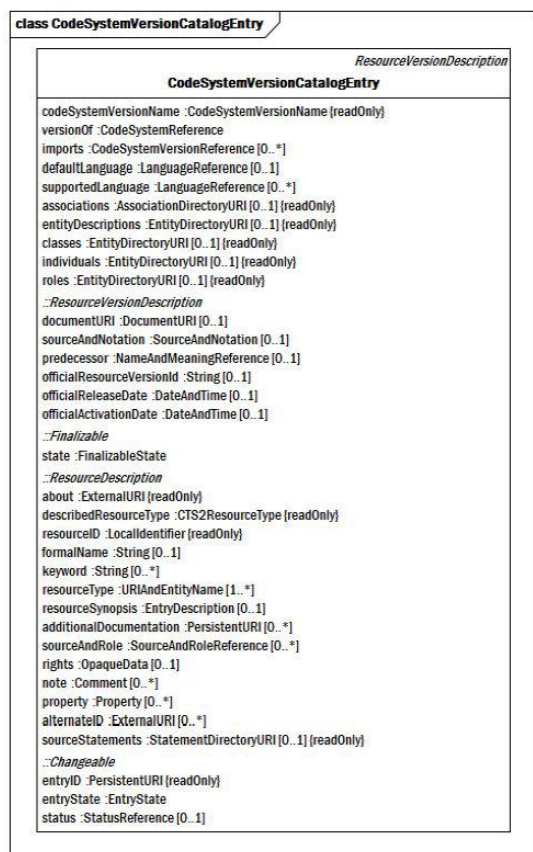 class CodeSystemVersionCatalogEntry
ResourceVersionDescription
CodeSystemVersionCatalogEntry
codeSystemVersionName :CodeSystemVersionName {readOnly}
versionOf :CodeSystemReference
imports :CodeSystemVersionReference [0..*]
defaultLanguage :LanguageReference [0..1]
supportedLanguage :LanguageReference [0..*]
associations :AssociationDirectoryURI [0..1] {readOnly}
entityDescriptions :EntityDirectoryURI [0..1] {readOnly}
classes :EntityDirectoryURI [0..1] {readOnly}
individuals :EntityDirectoryURI [0..1] {readOnly}
roles :EntityDirectoryURI [0..1] {readOnly}
::ResourceVersionDescription
documentURI :DocumentURI [0..1]
sourceAndNotation :SourceAndNotation [0..1]
predecessor :NameAndMeaningReference [0..1]
officialResourceVersionId :String [0..1]
officialReleaseDate :DateAndTime [0..1]
officialActivationDate :DateAndTime [0..1]
::Finalizable
state :FinalizableState
::ResourceDescription
about :ExternalURI {readOnly}
describedResourceType :CTS2ResourceType {readOnly}
resourceID :LocalIdentifier {readOnly}
formalName :String [0..1]
keyword :String [0..*]
resourceType :URIAndEntityName [1..*]
resourceSynopsis :EntryDescription [0..1]
additionalDocumentation :PersistentURI [0..*]
sourceAndRole :SourceAndRoleReference [0..*]
rights :OpaqueData [0..1]
note :Comment [0..*]
property :Property [0..*]
alternateID :ExternalURI [0..*]
sourceStatements :StatementDirectoryURI [0..1] {readOnly}
::Changeable
entryID :PersistentURI {readOnly}
entryState :EntryState
status :StatusReference [0..1]